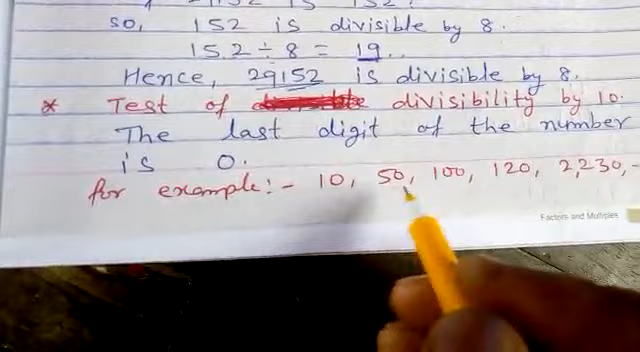 so, 152 is divisible by 8.
152 ÷ 8 = 19.
Hence, 29152 is divisible by 8.
* Test of divisibility by 10.
The last digit of the number
is 0.
for example:- 10, 50, 100, 120, 2,230,-
Factors and Multiples